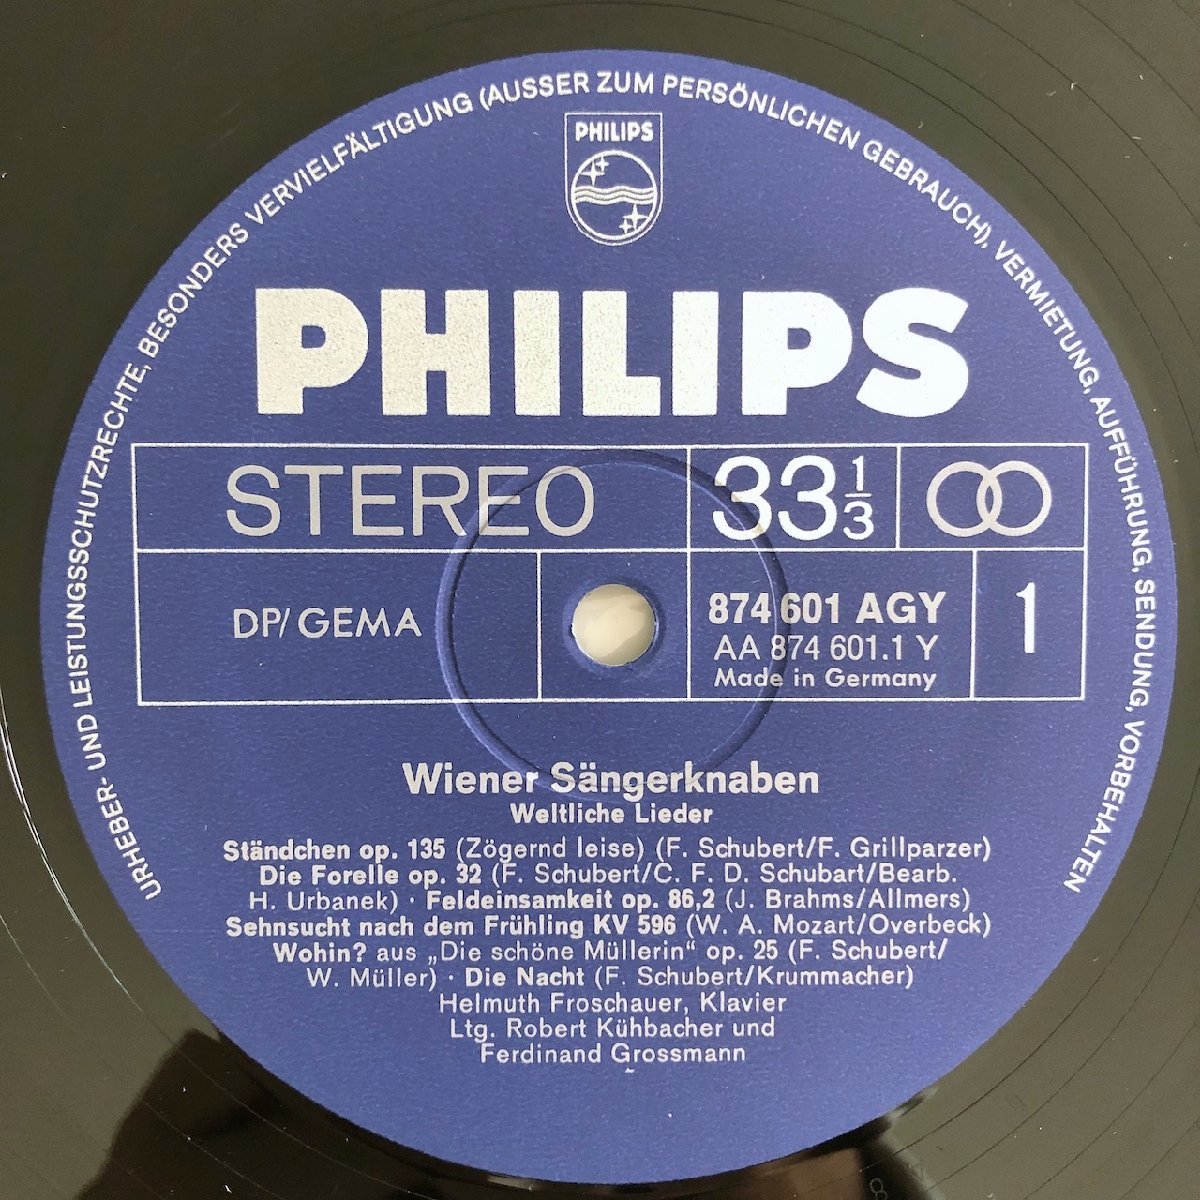 URHEBER- UND LEISTUNGSSCHUTZRECHTE, BESONDERS VERVIELFÄLTIGUNG (AUSSER ZUM PERSÖNLICHEN GEBRAUCH), VERMIETUNG, AUFFÜHRUNG, SENDUNG, VORBEHALTEN
PHILIPS
PHILIPS
STEREO 33 1/3
DP/GEMA
874 601 AGY
AA 874 601.1 Y
Made in Germany
1
Wiener Sängerknaben
Weltliche Lieder
Ständchen op. 135 (Zögernd leise) (F. Schubert/F. Grillparzer)
Die Forelle op. 32 (F. Schubert/C. F. D. Schubart/Bearb.
H. Urbanek) · Feldeinsamkeit op. 86,2 (J. Brahms/Allmers)
Sehnsucht nach dem Frühling KV 596 (W. A. Mozart/Overbeck)
Wohin? aus „Die schöne Müllerin“ op. 25 (F. Schubert/
W. Müller) · Die Nacht (F. Schubert/Krummacher)
Helmuth Froschauer, Klavier
Ltg. Robert Kühbacher und
Ferdinand Grossmann